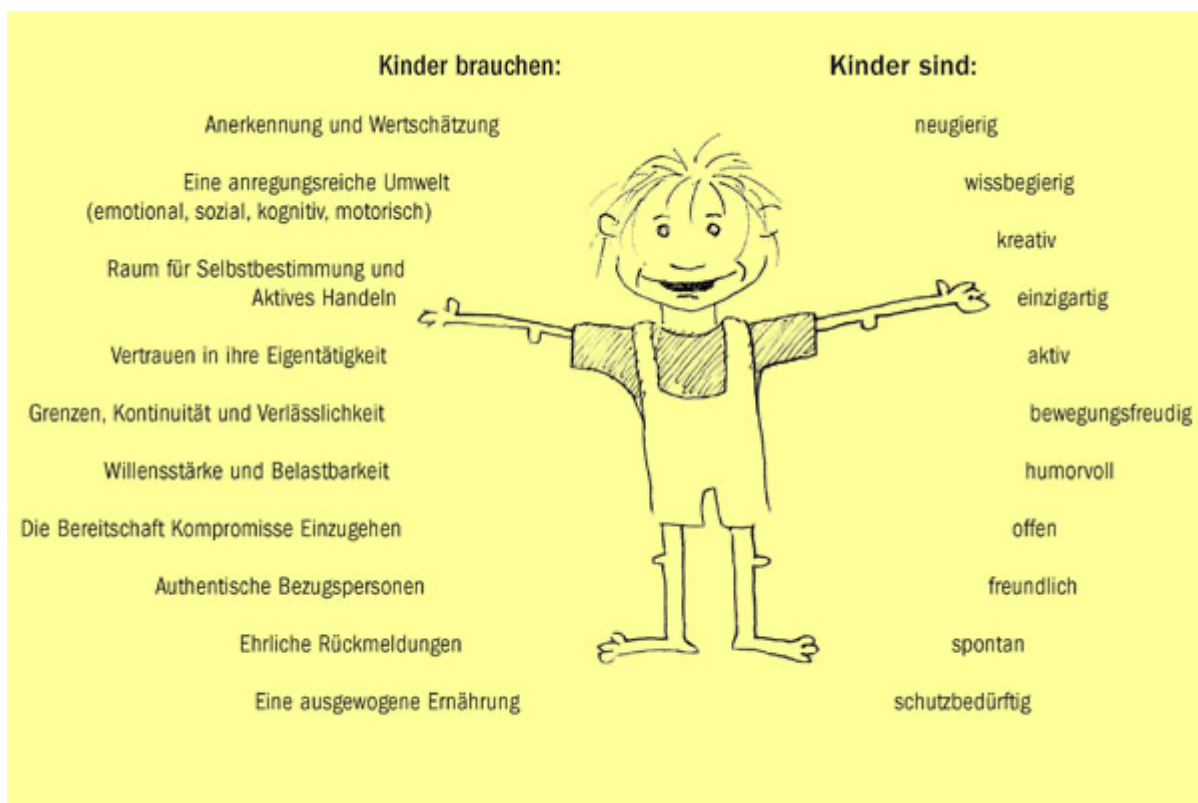 Kinder brauchen:
Anerkennung und Wertschätzung
Eine anregungsreiche Umwelt
(emotional, sozial, kognitiv, motorisch)
Raum für Selbstbestimmung und
Aktives Handeln
Vertrauen in ihre Eigentätigkeit
Grenzen, Kontinuität und Verlässlichkeit
Willensstärke und Belastbarkeit
Die Bereitschaft Kompromisse Einzugehen
Authentische Bezugspersonen
Ehrliche Rückmeldungen
Eine ausgewogene Ernährung
Kinder sind:
neugierig
wissbegierig
kreativ
einzigartig
aktiv
bewegungsfreudig
humorvoll
offen
freundlich
spontan
schutzbedürftig